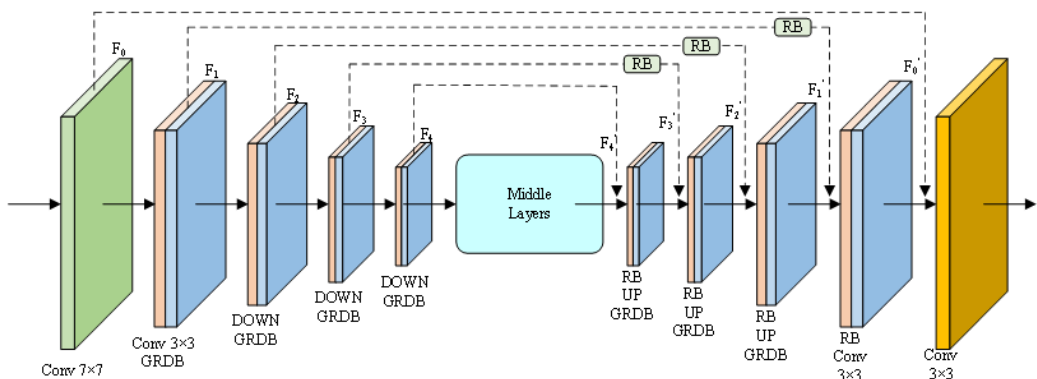 RB
RB
RB
F₀
F₁
F₂
F₃
F₄
F₄'
F₃'
F₂'
F₁'
F₀'
Middle
Layers
Conv 7×7
Conv 3×3
GRDB
DOWN
GRDB
DOWN
GRDB
DOWN
GRDB
RB
UP
GRDB
RB
UP
GRDB
RB
UP
GRDB
RB
Conv
3×3
Conv
3×3